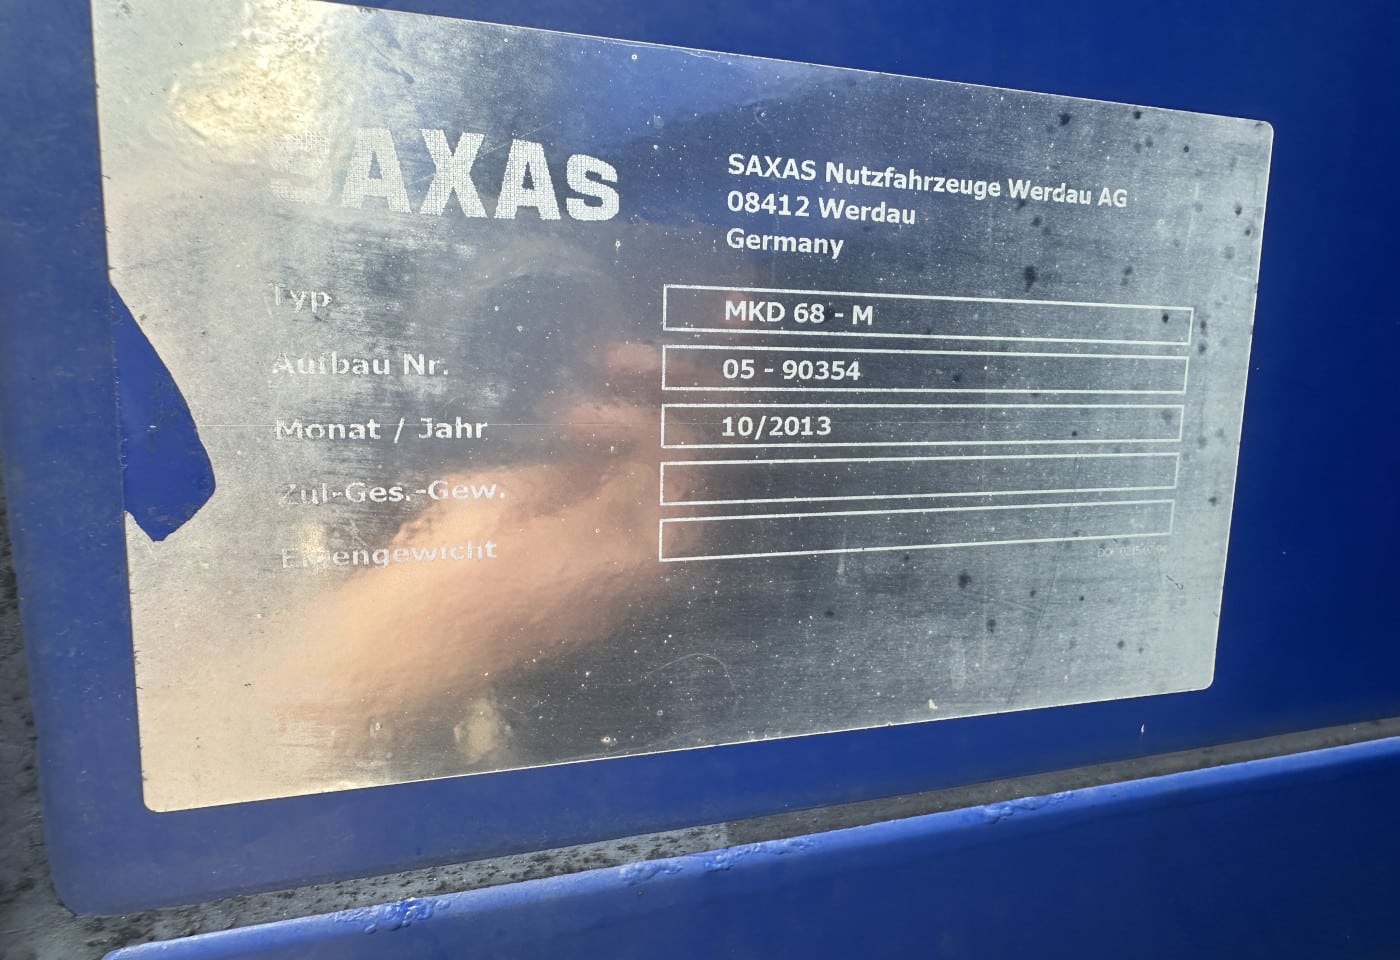 SAXAS
SAXAS Nutzfahrzeuge Werdau AG
08412 Werdau
Germany
Typ MKD 68 - M
Aufbau Nr. 05 - 90354
Monat / Jahr 10/2013
Zul-Ges.-Gew.
Eigengewicht